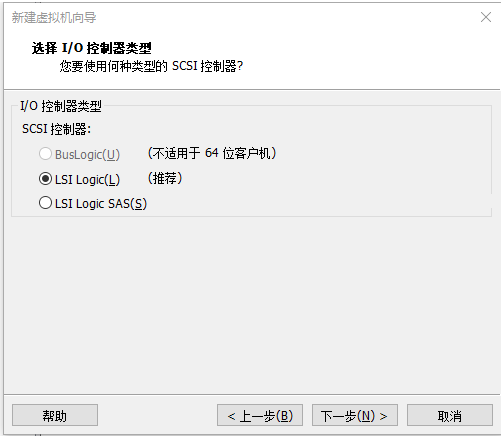 新建虚拟机向导
选择 I/O 控制器类型
您要使用何种类型的 SCSI 控制器?
I/O 控制器类型
SCSI 控制器:
BusLogic(U) (不适用于 64 位客户机)
LSI Logic(L) (推荐)
LSI Logic SAS(S)
帮助 < 上一步(B) 下一步(N) > 取消